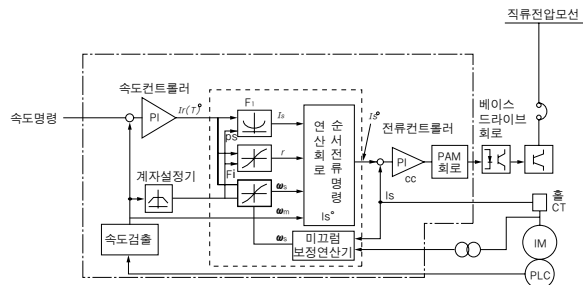 직류전압모선
속도컨트롤러
속도명령
PI
Ir(T)°
F₁
Is
ps
r
Fi
ωs
ωm
ωs
연산회로
순서전류명령
Is°
Is°
전류컨트롤러
PI
cc
PAM
회로
베이스
드라이브
회로
계자설정기
속도검출
미끄럼
보정연산기
Is
홀
CT
IM
PLC